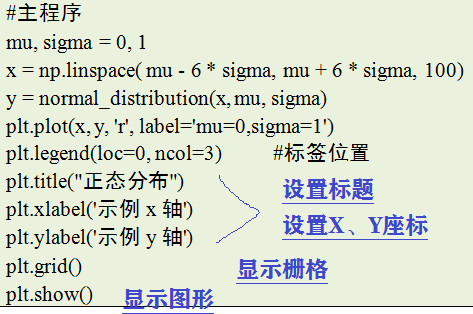 #主程序
mu, sigma = 0, 1
x = np.linspace( mu - 6 * sigma, mu + 6 * sigma, 100)
y = normal_distribution(x, mu, sigma)
plt.plot(x, y, 'r', label='mu=0,sigma=1')
plt.legend(loc=0, ncol=3) #标签位置
plt.title("正态分布")
设置标题
plt.xlabel('示例 x 轴')
设置X、Y座标
plt.ylabel('示例 y 轴')
plt.grid()
显示栅格
plt.show()
显示图形